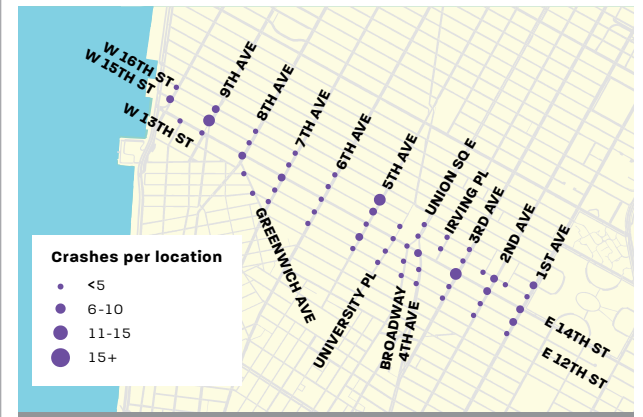 W 16TH ST
W 15TH ST
W 13TH ST
9TH AVE
8TH AVE
7TH AVE
6TH AVE
5TH AVE
UNION SQ E
IRVING PL
3RD AVE
2ND AVE
1ST AVE
GREENWICH AVE
UNIVERSITY PL
BROADWAY
4TH AVE
E 14TH ST
E 12TH ST
Crashes per location
<5
6-10
11-15
15+